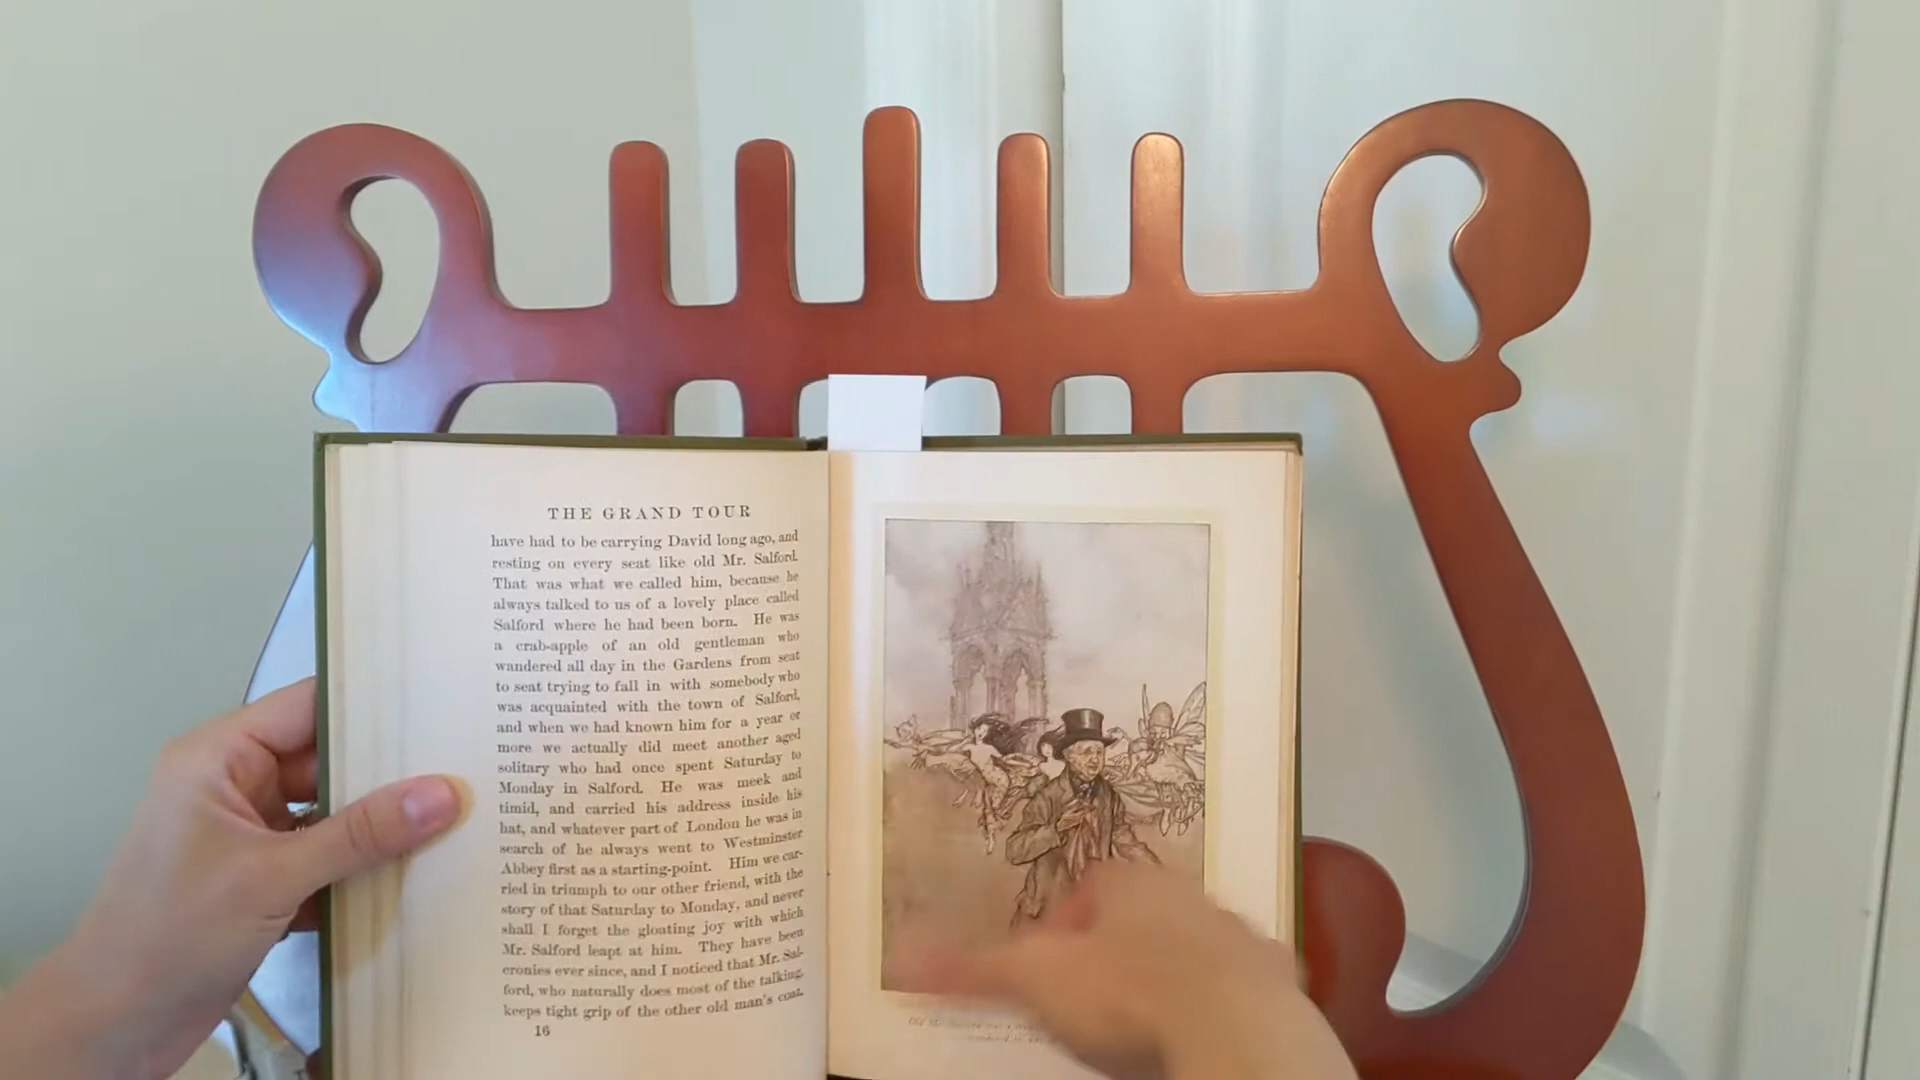 THE GRAND TOUR
have had to be carrying David long ago, and
resting on every seat like old Mr. Salford.
That was what we called him, because he
always talked to us of a lovely place called
Salford where he had been born. He was
a crab-apple of an old gentleman who
wandered all day in the Gardens from seat
to seat trying to fall in with somebody who
was acquainted with the town of Salford,
and when we had known him for a year or
more we actually did meet another aged
solitary who had once spent Saturday to
Monday in Salford. He was meek and
timid, and carried his address inside his
hat, and whatever part of London he was in
search of he always went to Westminster
Abbey first as a starting-point. Him we car-
ried in triumph to our other friend, with the
story of that Saturday to Monday, and never
shall I forget the gloating joy with which
Mr. Salford leapt at him. They have been
cronies ever since, and I noticed that Mr. Sal-
ford, who naturally does most of the talking,
keeps tight grip of the other old man's coat.
16